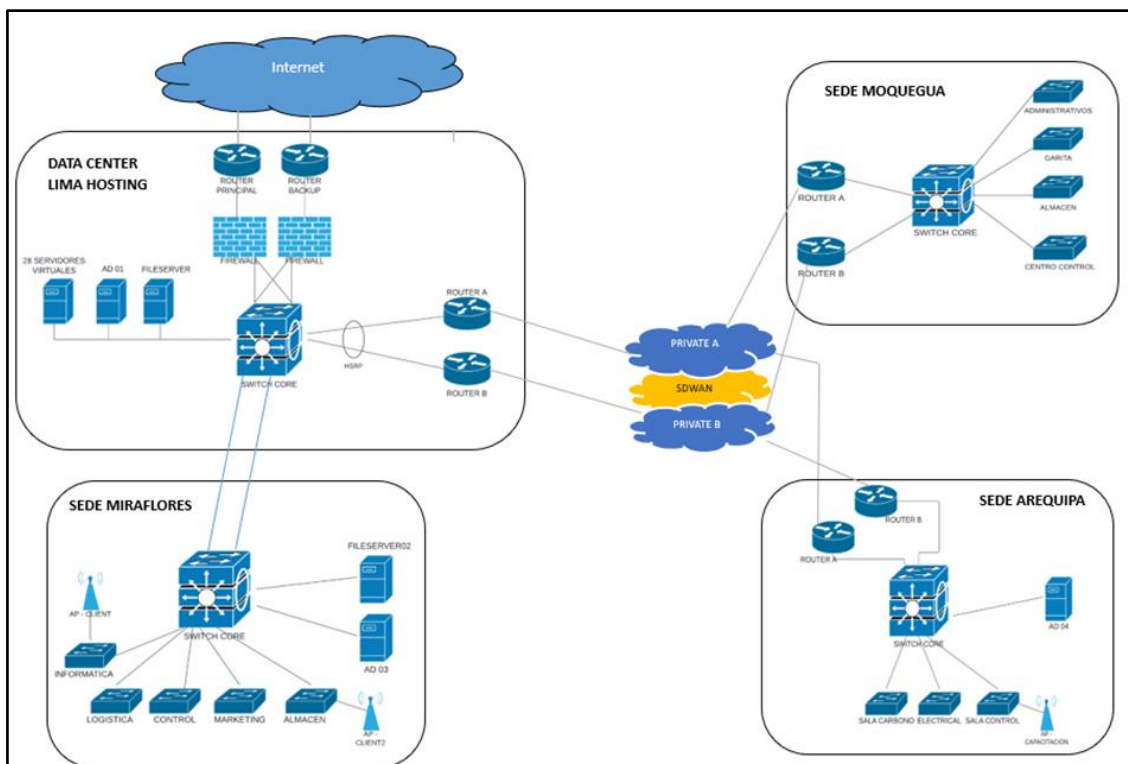 Internet
DATA CENTER
LIMA HOSTING
ROUTER
PRINCIPAL
ROUTER
BACKUP
FIREWALL
FIREWALL
28 SERVIDORES
VIRTUALES
AD 01
FILESERVER
SWITCH CORE
HSRP
ROUTER A
ROUTER B
PRIVATE A
SDWAN
PRIVATE B
SEDE MOQUEGUA
ROUTER A
ROUTER B
SWITCH CORE
ADMINISTRATIVOS
GARITA
ALMACEN
CENTRO CONTROL
SEDE MIRAFLORES
FILESERVER02
AP - CLIENT
SWITCH CORE
INFORMATICA
AD 03
LOGISTICA
CONTROL
MARKETING
ALMACEN
AP -
CLIENT2
SEDE AREQUIPA
ROUTER B
ROUTER A
SWITCH CORE
AD 04
SALA CARBONO
ELECTRICAL
SALA CONTROL
AP -
CAPACITACION